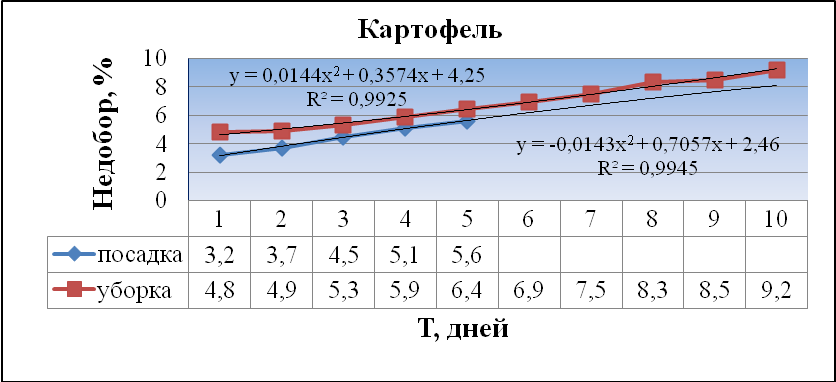 Картофель
Недобор, %
10
8
6
4
2
0
y = 0,0144x² + 0,3574x + 4,25
R² = 0,9925
y = -0,0143x² + 0,7057x + 2,46
R² = 0,9945
1 2 3 4 5 6 7 8 9 10
посадка 3,2 3,7 4,5 5,1 5,6
уборка 4,8 4,9 5,3 5,9 6,4 6,9 7,5 8,3 8,5 9,2
Т, дней